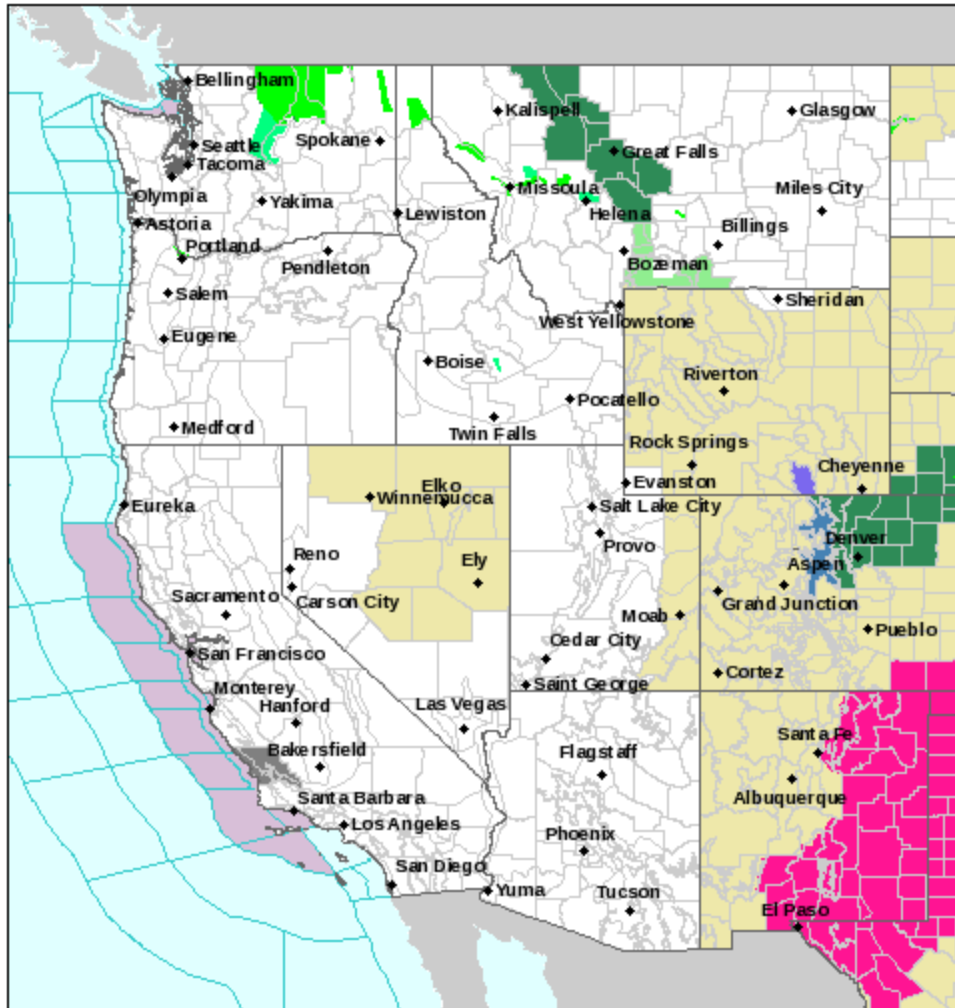 Bellingham
Kalispell
Glasgow
Seattle
Spokane
Great Falls
Tacoma
Olympia
Missoula
Miles City
Yakima
Lewiston
Helena
Astoria
Billings
Portland
Pendleton
Bozeman
Salem
Sheridan
West Yellowstone
Eugene
Boise
Riverton
Pocatello
Medford
Twin Falls
Rock Springs
Cheyenne
Elko
Winnemucca
Evanston
Eureka
Salt Lake City
Provo
Denver
Reno
Ely
Aspen
Sacramento
Carson City
Grand Junction
Moab
Pueblo
Cedar City
San Francisco
Cortez
Saint George
Monterey
Hanford
Las Vegas
Santa Fe
Bakersfield
Flagstaff
Santa Barbara
Albuquerque
Los Angeles
Phoenix
San Diego
Yuma
Tucson
El Paso